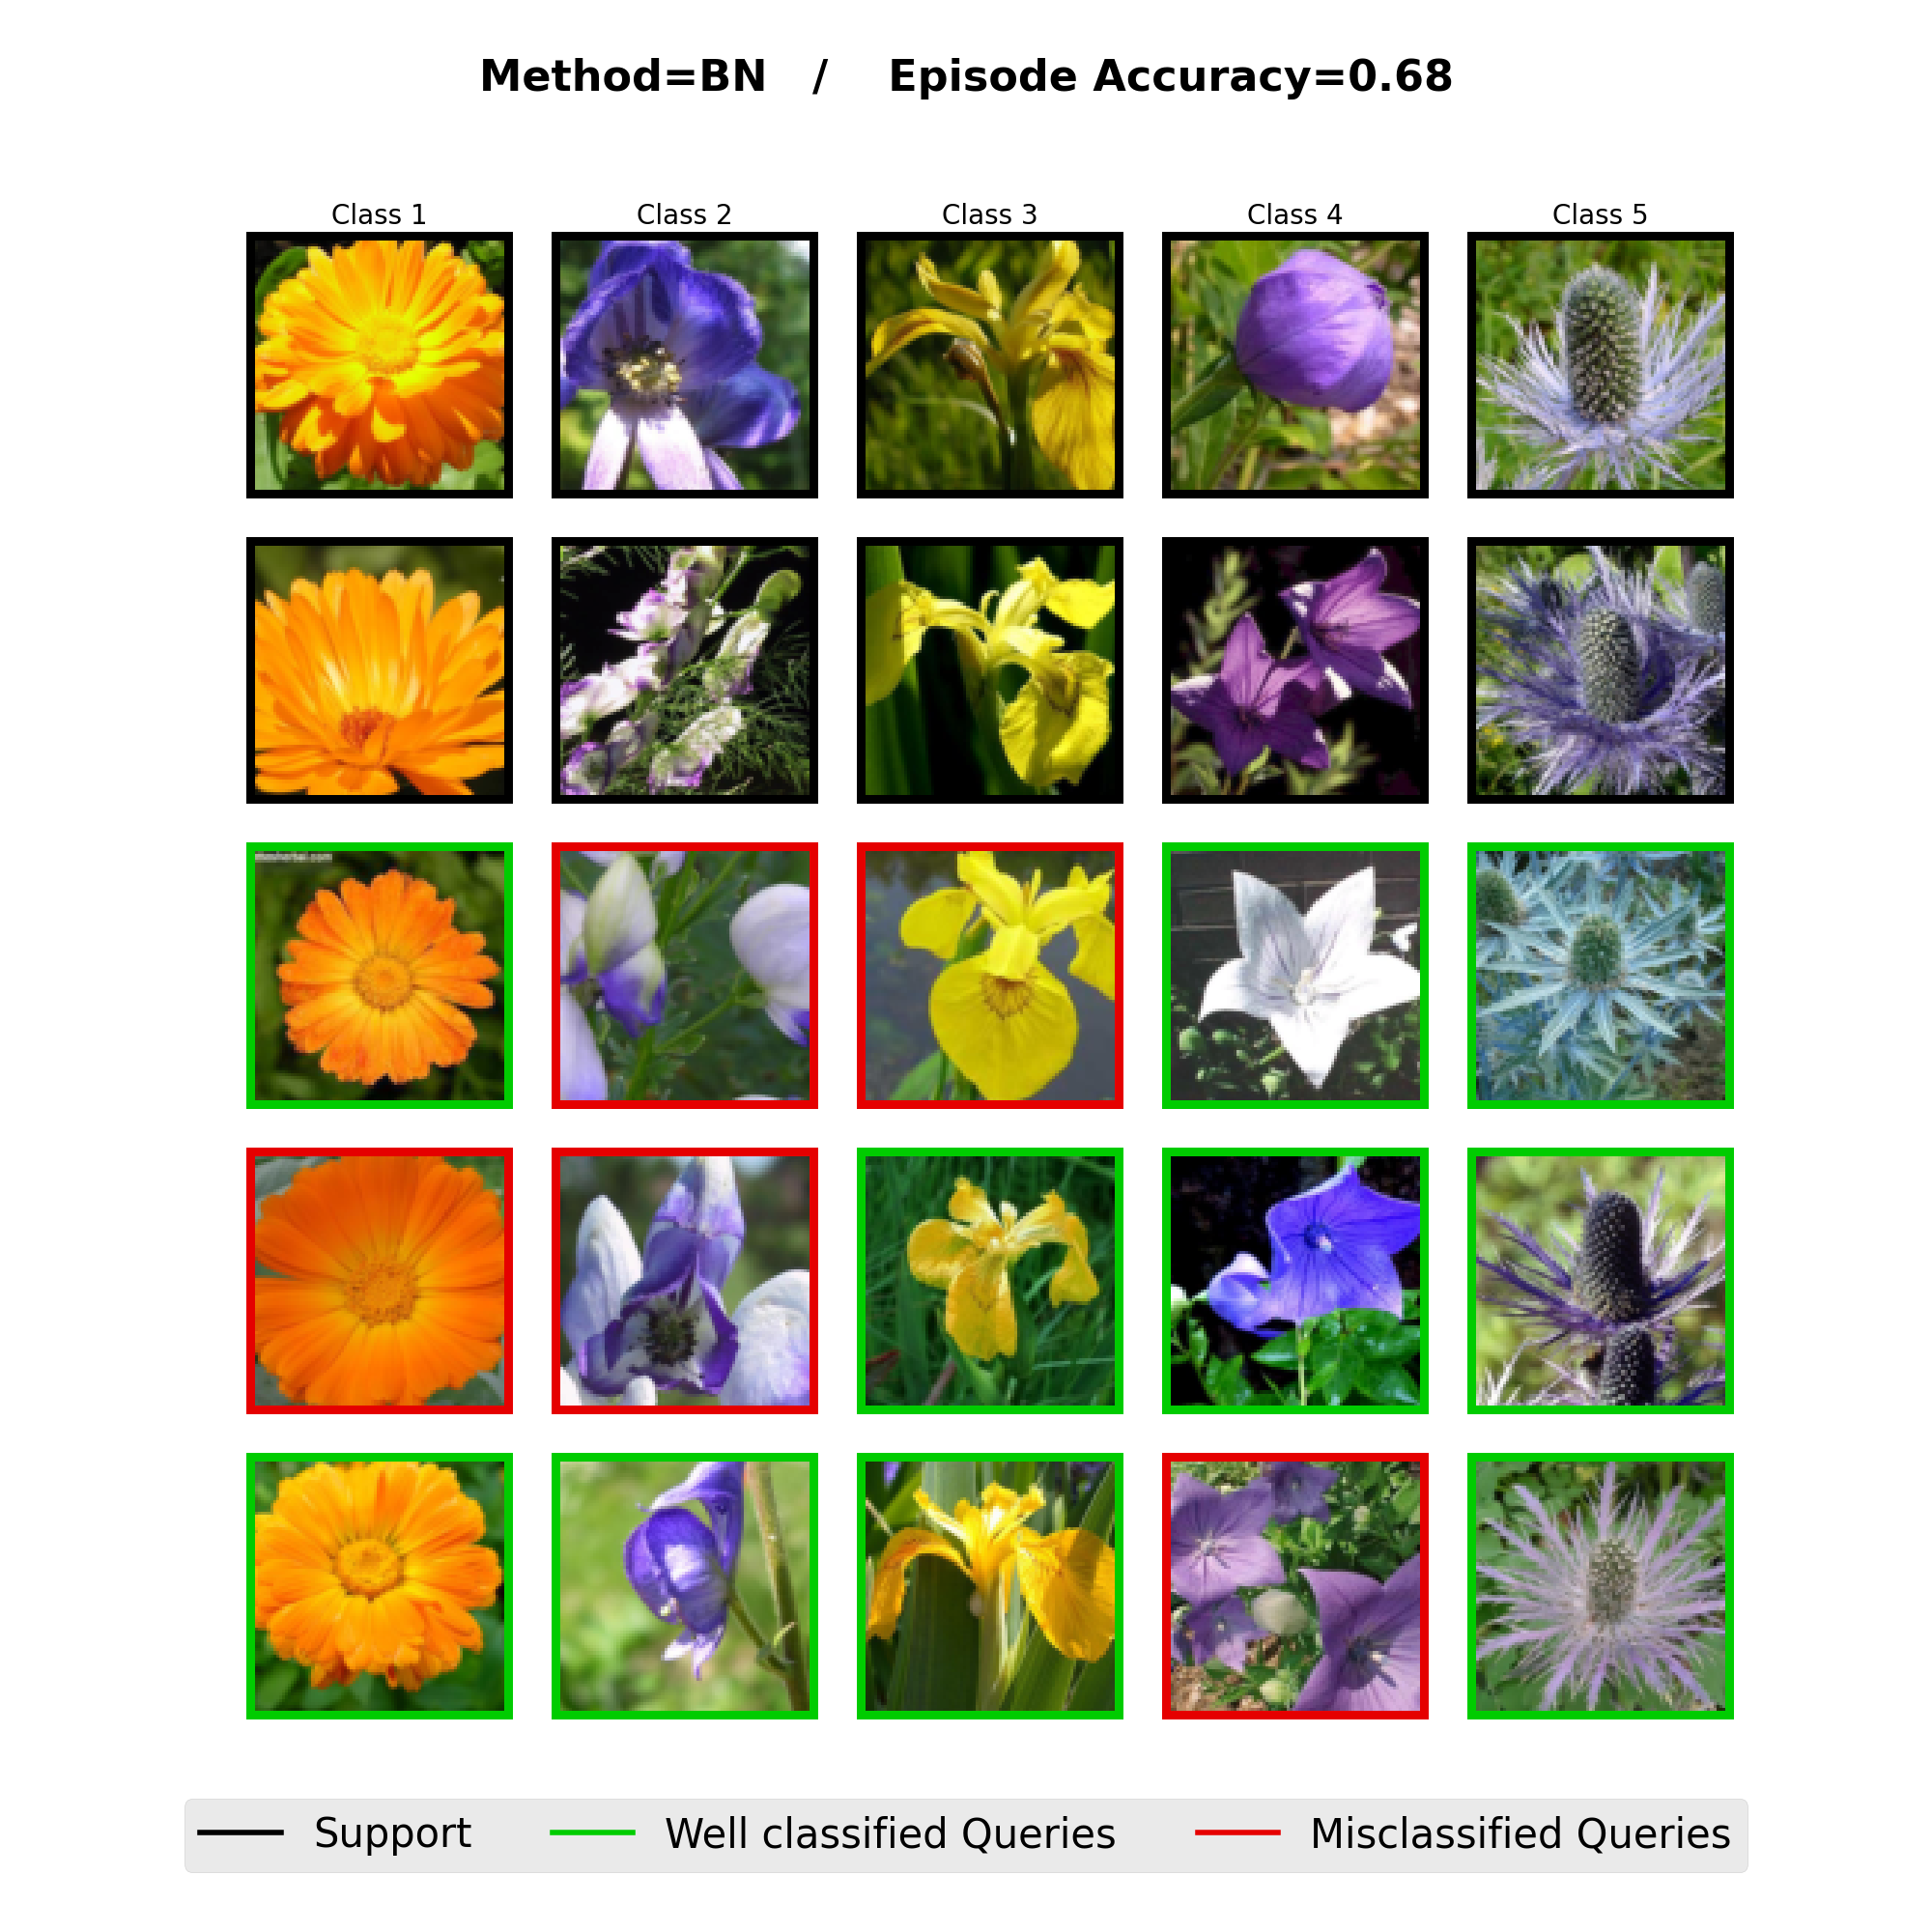 Method=BN / Episode Accuracy=0.68
Class 1 Class 2 Class 3 Class 4 Class 5
Support Well classified Queries Misclassified Queries